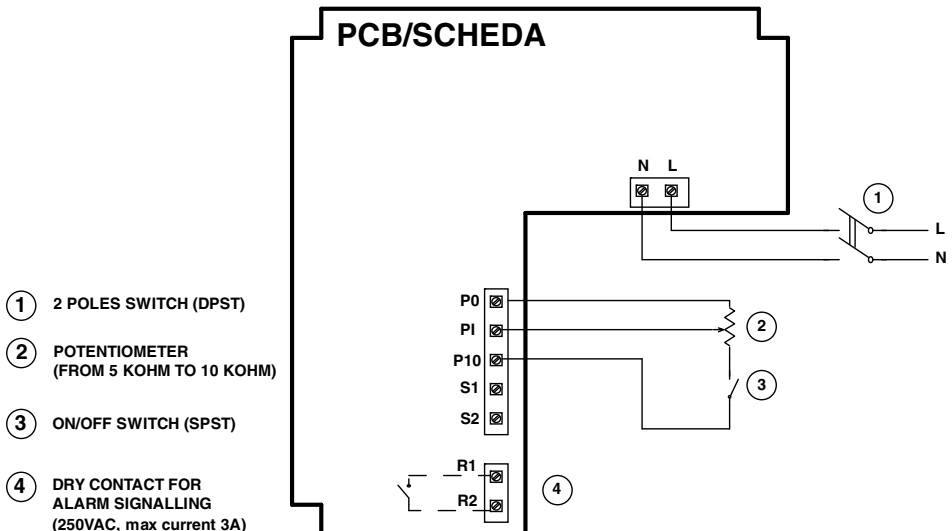 PCB/SCHEDA
N L
1
L
N
1 2 POLES SWITCH (DPST)
P0
PI
2
2 POTENTIOMETER
(FROM 5 KOHM TO 10 KOHM)
P10
S1
3
S2
3 ON/OFF SWITCH (SPST)
R1
4 DRY CONTACT FOR
ALARM SIGNALLING
(250VAC, max current 3A)
R2
4